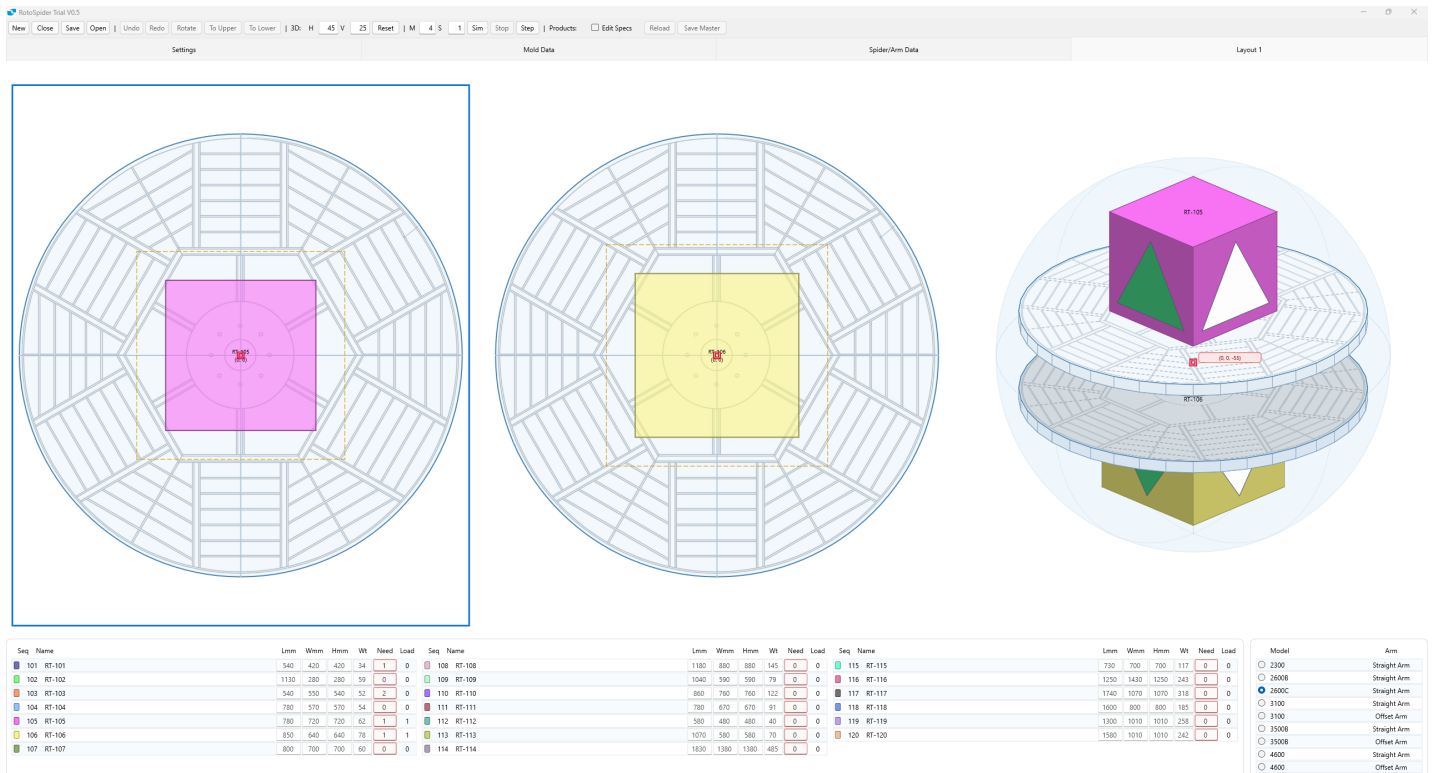 RotoSpider Trial V0.5
New Close Save Open | Undo Redo Rotate To Upper To Lower | 3D: H 45 V 25 Reset | M 4 S 1 Sim Stop Step | Products: Edit Specs Reload Save Master
Settings Mold Data Spider/Arm Data Layout 1
RT-105
RT-105
(0, 0)
RT-106
(0, 0)
(0, 0, -55)
RT-106
Seq Name Lmm Wmm Hmm Wt Need Load Seq Name Lmm Wmm Hmm Wt Need Load Seq Name Lmm Wmm Hmm Wt Need Load
101 RT-101 540 420 420 34 1 0 108 RT-108 1180 880 880 145 0 0 115 RT-115 730 700 700 117 0 0
102 RT-102 1130 280 280 59 0 0 109 RT-109 1040 590 590 79 0 0 116 RT-116 1250 1430 1250 243 0 0
103 RT-103 540 550 540 52 2 0 110 RT-110 860 760 760 122 0 0 117 RT-117 1740 1070 1070 318 0 0
104 RT-104 780 570 570 54 0 0 111 RT-111 780 670 670 91 0 0 118 RT-118 1600 800 800 185 0 0
105 RT-105 780 720 720 62 1 1 112 RT-112 580 480 480 40 0 0 119 RT-119 1300 1010 1010 258 0 0
106 RT-106 850 640 640 78 1 1 113 RT-113 1070 580 580 70 0 0 120 RT-120 1580 1010 1010 242 0 0
107 RT-107 800 700 700 60 0 0 114 RT-114 1830 1380 1380 485 0 0
Model Arm
2300 Straight Arm
2600B Straight Arm
2600C Straight Arm
3100 Straight Arm
3100 Offset Arm
3500B Straight Arm
3500B Offset Arm
4600 Straight Arm
4600 Offset Arm